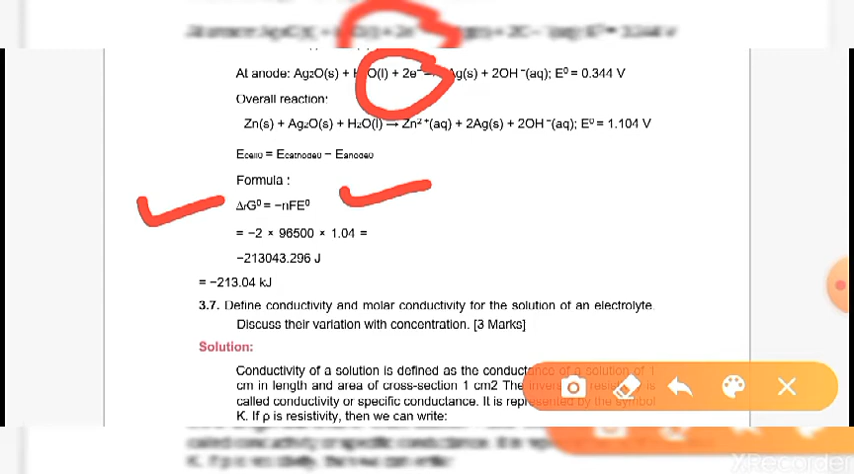 At anode: Ag₂O(s) + H₂O(l) + 2e⁻ Ag(s) + 2OH⁻(aq); E⁰ = 0.344 V
Overall reaction:
Zn(s) + Ag₂O(s) + H₂O(l) → Zn²⁺(aq) + 2Ag(s) + 2OH⁻(aq); E⁰ = 1.104 V
Ecell0 = Ecathode0 − Eanode0
Formula :
ΔrG⁰ = −nFE⁰
= −2 × 96500 × 1.04 =
−213043.296 J
= −213.04 kJ
3.7. Define conductivity and molar conductivity for the solution of an electrolyte.
Discuss their variation with concentration. [3 Marks]
Solution:
Conductivity of a solution is defined as the conductance of a solution of 1
cm in length and area of cross-section 1 cm2 The inverse of resistivity is
called conductivity or specific conductance. It is represented by the symbol
K. If ρ is resistivity, then we can write:
XRecorder